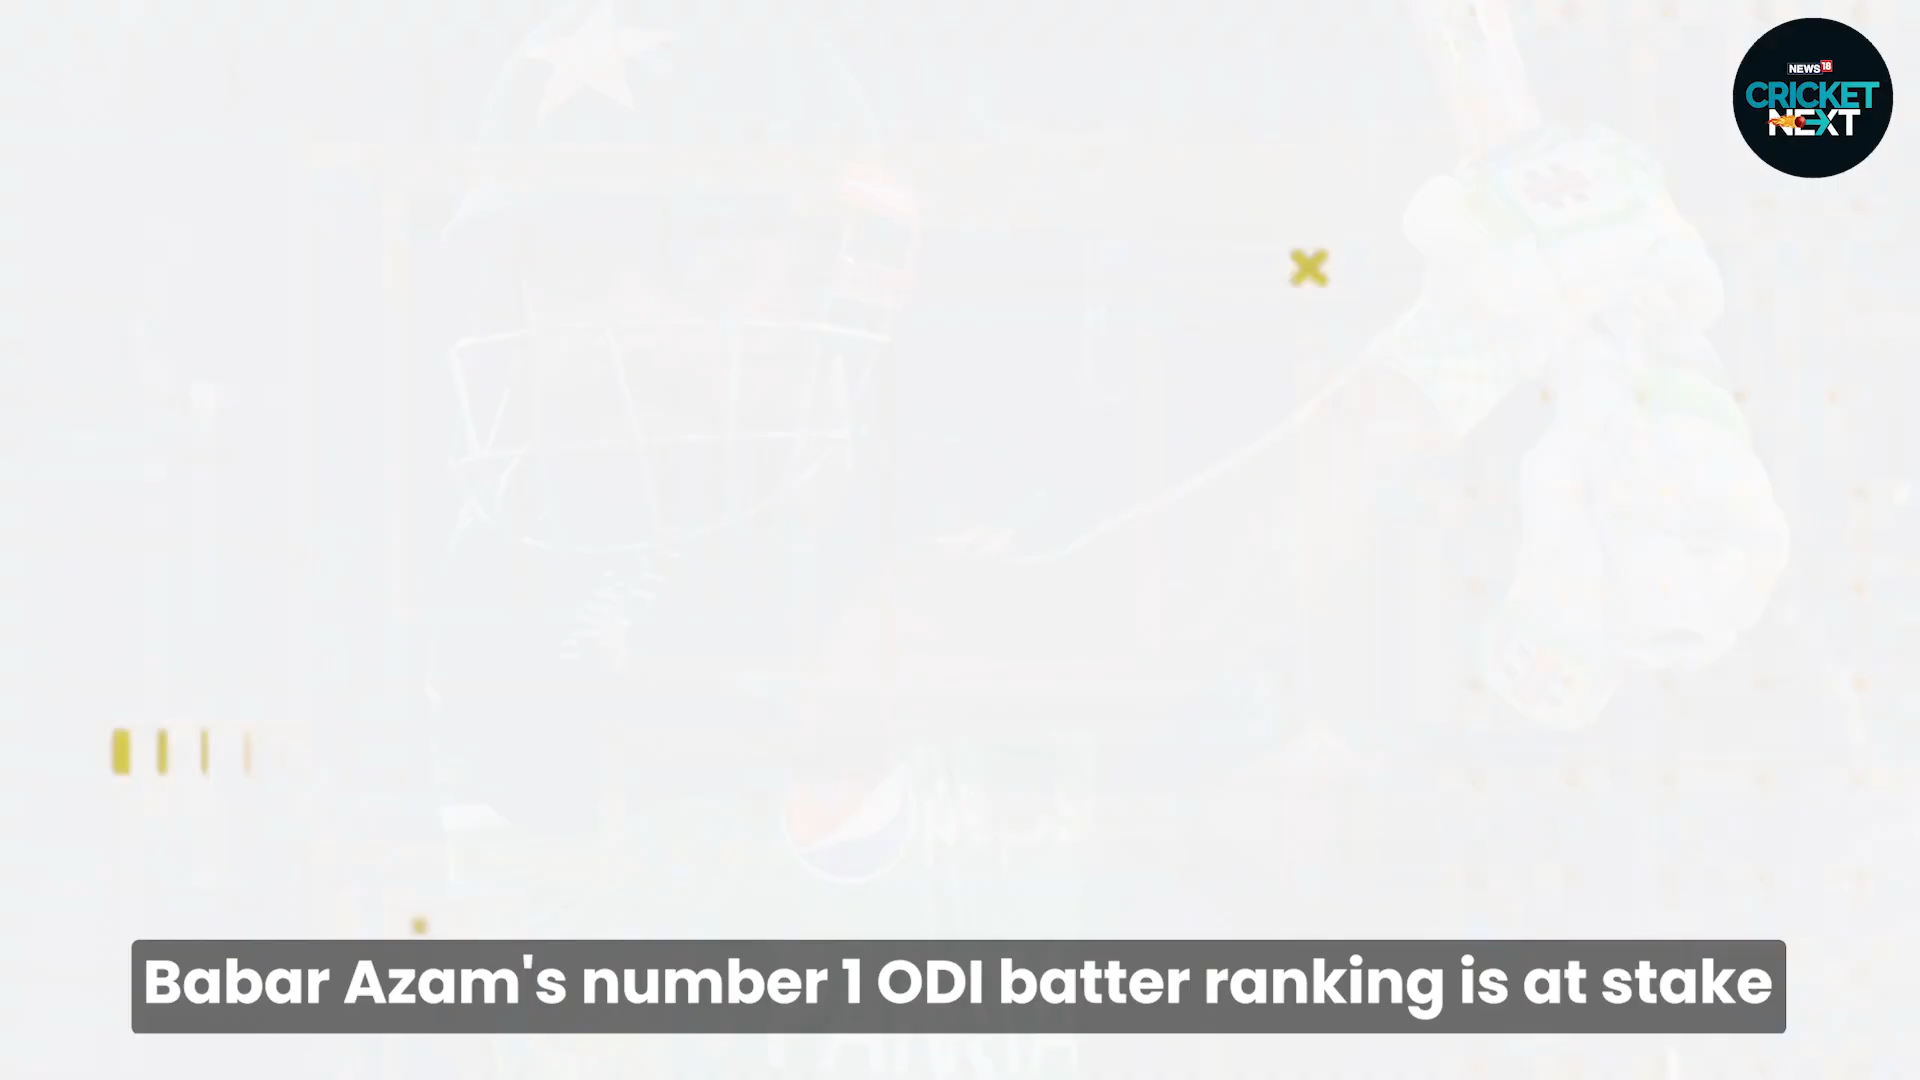 NEWS18
CRICKET
NEXT
Babar Azam's number 1 ODI batter ranking is at stake